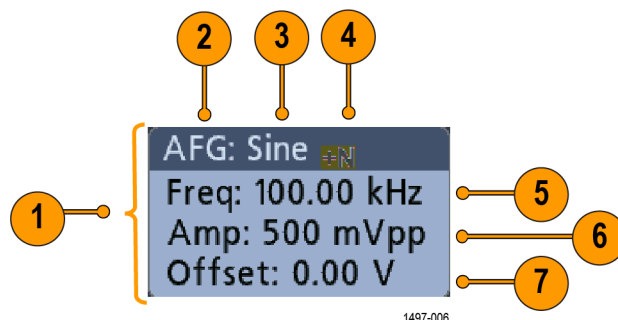 2 3 4
AFG: Sine +N
1
Freq: 100.00 kHz 5
Amp: 500 mVpp 6
Offset: 0.00 V 7
1497-006